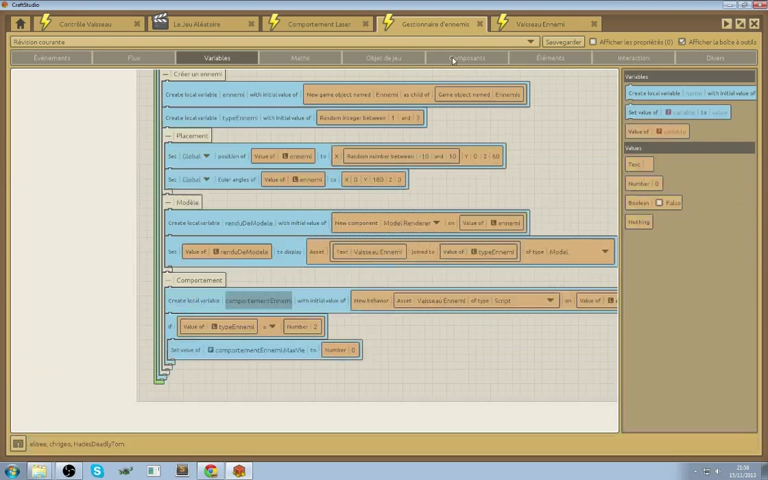 CraftStudio
Contrôle Vaisseau
Le Jeu Aléatoire
Comportement Laser
Gestionnaire d'ennemis
Vaisseau Ennemi
Révision courante
Sauvegarder
Afficher les propriétés (0)
Afficher la boîte à outils
Événements
Flux
Variables
Maths
Objet de jeu
Composants
Éléments
Interaction
Divers
Créer un ennemi
Create local variable ennemi with initial value of New game object named Ennemi as child of Game object named Ennemis
Create local variable typeEnnemi with initial value of Random integer between 1 and 3
Placement
Set Global position of Value of L ennemi to X Random number between -10 and 10 Y 0 Z 60
Set Global Euler angles of Value of L ennemi to X 0 Y 180 Z 0
Modèle
Create local variable renduDeModele with initial value of New component Model Renderer on Value of L ennemi
Set Value of L renduDeModele to display Asset Text Vaisseau Ennemi joined to Value of L typeEnnemi of type Model
Comportement
Create local variable comportementEnnemi with initial value of New Behavior Asset Vaisseau Ennemi of type Script on Value of L
if Value of L typeEnnemi = Number 2
Set value of P comportementEnnemi.MaxVie to Number 0
Variables
Create local variable name with initial value of
Set value of variable to value
Value of variable
Values
Text
Number 0
Boolean False
Nothing
elisee, chrigeo, HadesDeadlyTom
21:58
15/11/2013